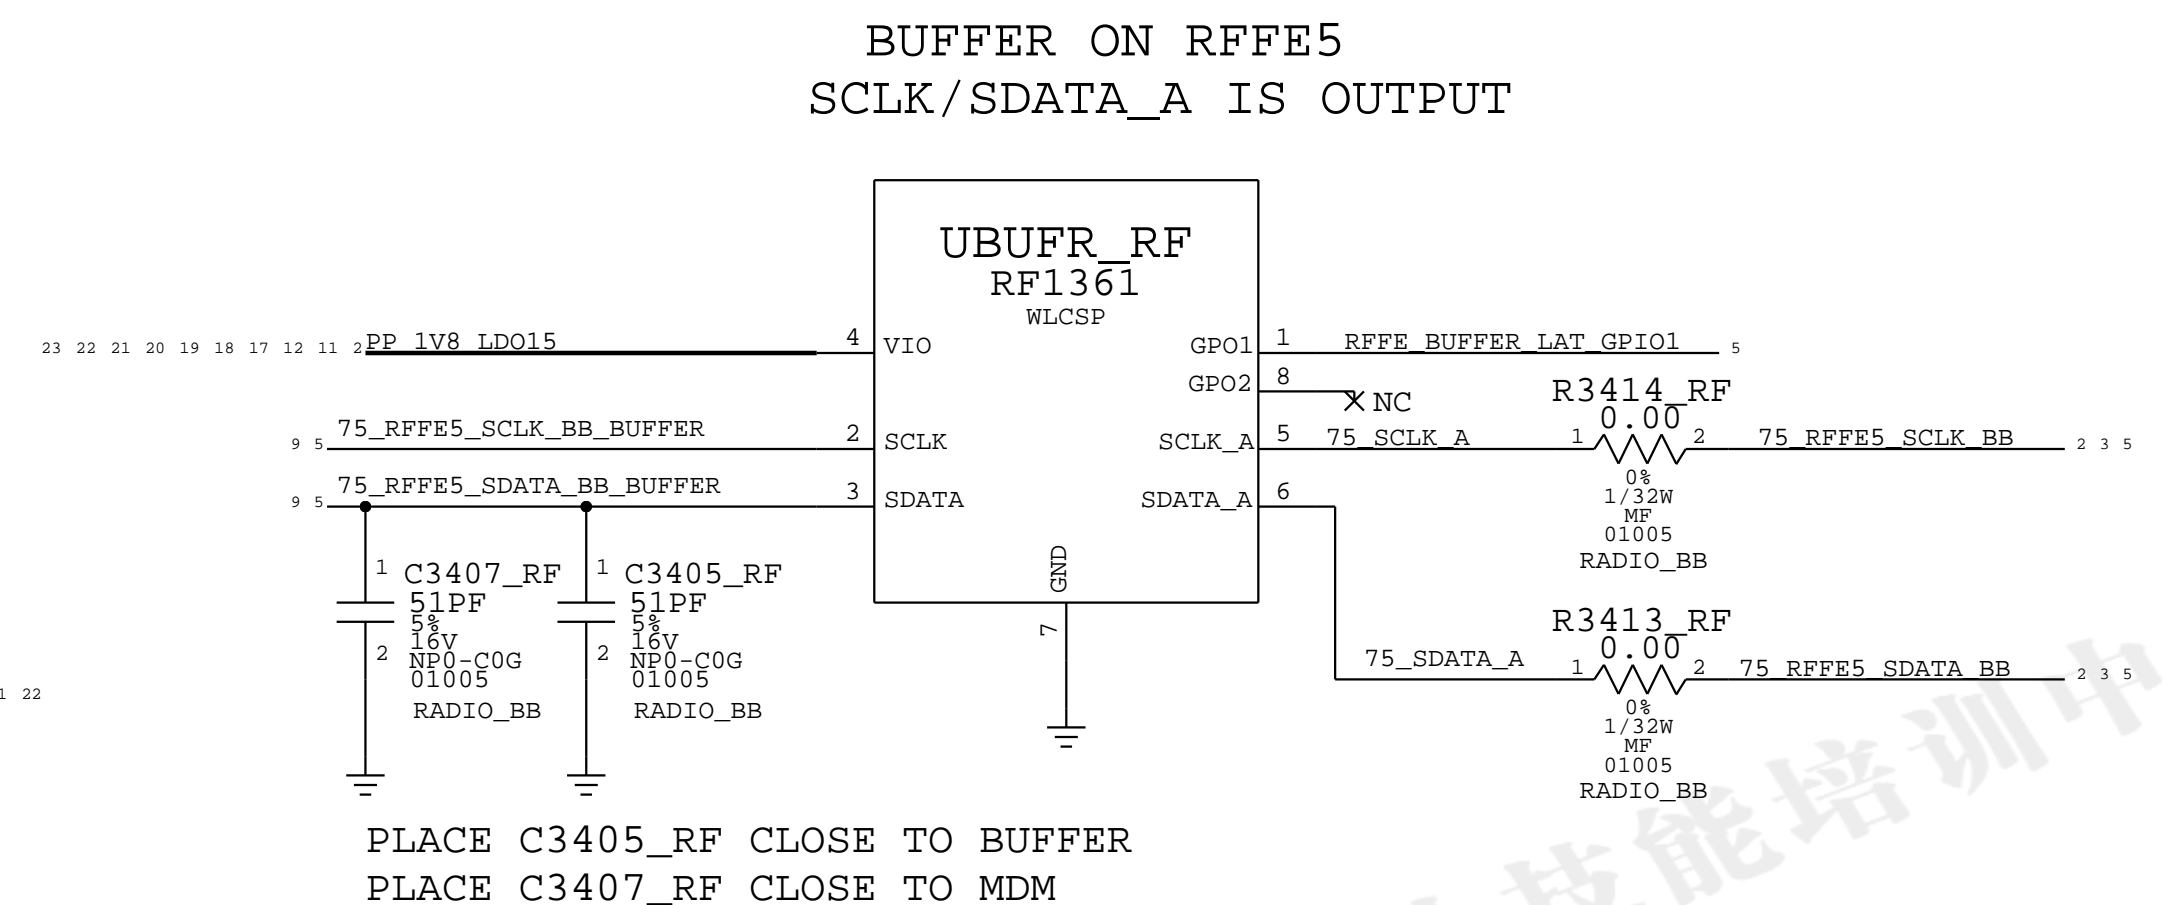 BUFFER ON RFFE5
SCLK/SDATA_A IS OUTPUT
UBUFR_RF
RF1361
WLCSP
23 22 21 20 19 18 17 12 11 2 PP_1V8_LDO15 4 VIO
GPO1 1 RFFE_BUFFER_LAT_GPIO1 5
GPO2 8 NC
9 5 75_RFFE5_SCLK_BB_BUFFER 2 SCLK
SCLK_A 5 75_SCLK_A 1 2 75_RFFE5_SCLK_BB 2 3 5
R3414_RF
0.00
0%
1/32W
MF
01005
RADIO_BB
9 5 75_RFFE5_SDATA_BB_BUFFER 3 SDATA
SDATA_A 6
GND
7
1 C3407_RF
51PF
5%
16V
2 NP0-C0G
01005
RADIO_BB
1 C3405_RF
51PF
5%
16V
2 NP0-C0G
01005
RADIO_BB
R3413_RF
0.00
75_SDATA_A 1 2 75_RFFE5_SDATA_BB 2 3 5
0%
1/32W
MF
01005
RADIO_BB
22
PLACE C3405_RF CLOSE TO BUFFER
PLACE C3407_RF CLOSE TO MDM
技能培训中